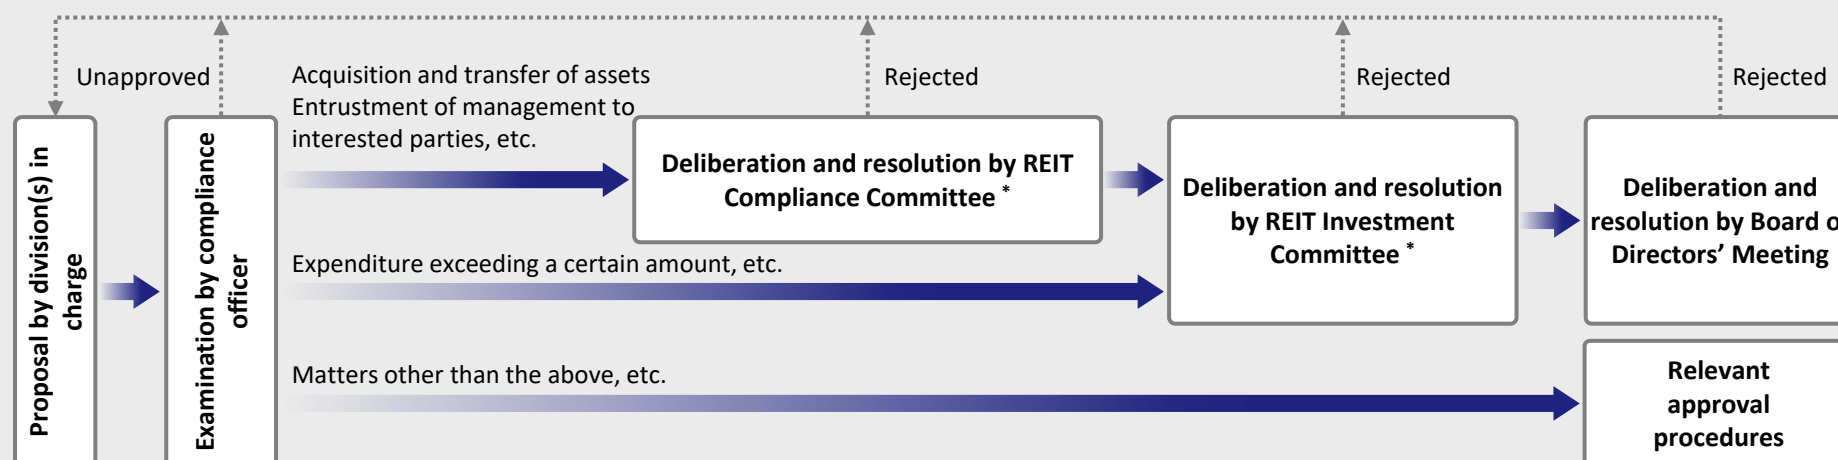 Unapproved
Acquisition and transfer of assets
Entrustment of management to
interested parties, etc.
Rejected
Rejected
Rejected
Proposal by division(s) in
charge
Examination by compliance
officer
Deliberation and resolution by REIT
Compliance Committee *
Deliberation and resolution
by REIT Investment
Committee *
Deliberation and
resolution by Board o
Directors’ Meeting
Expenditure exceeding a certain amount, etc.
Matters other than the above, etc.
Relevant
approval
procedures